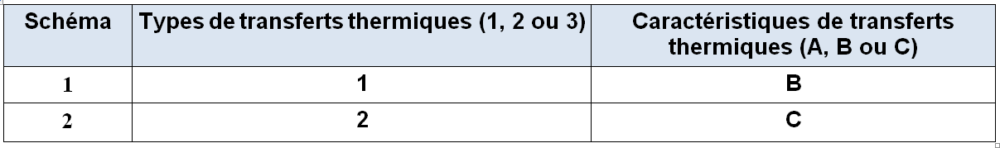 Schéma Types de transferts thermiques (1, 2 ou 3) Caractéristiques de transferts
thermiques (A, B ou C)
1 1 B
2 2 C